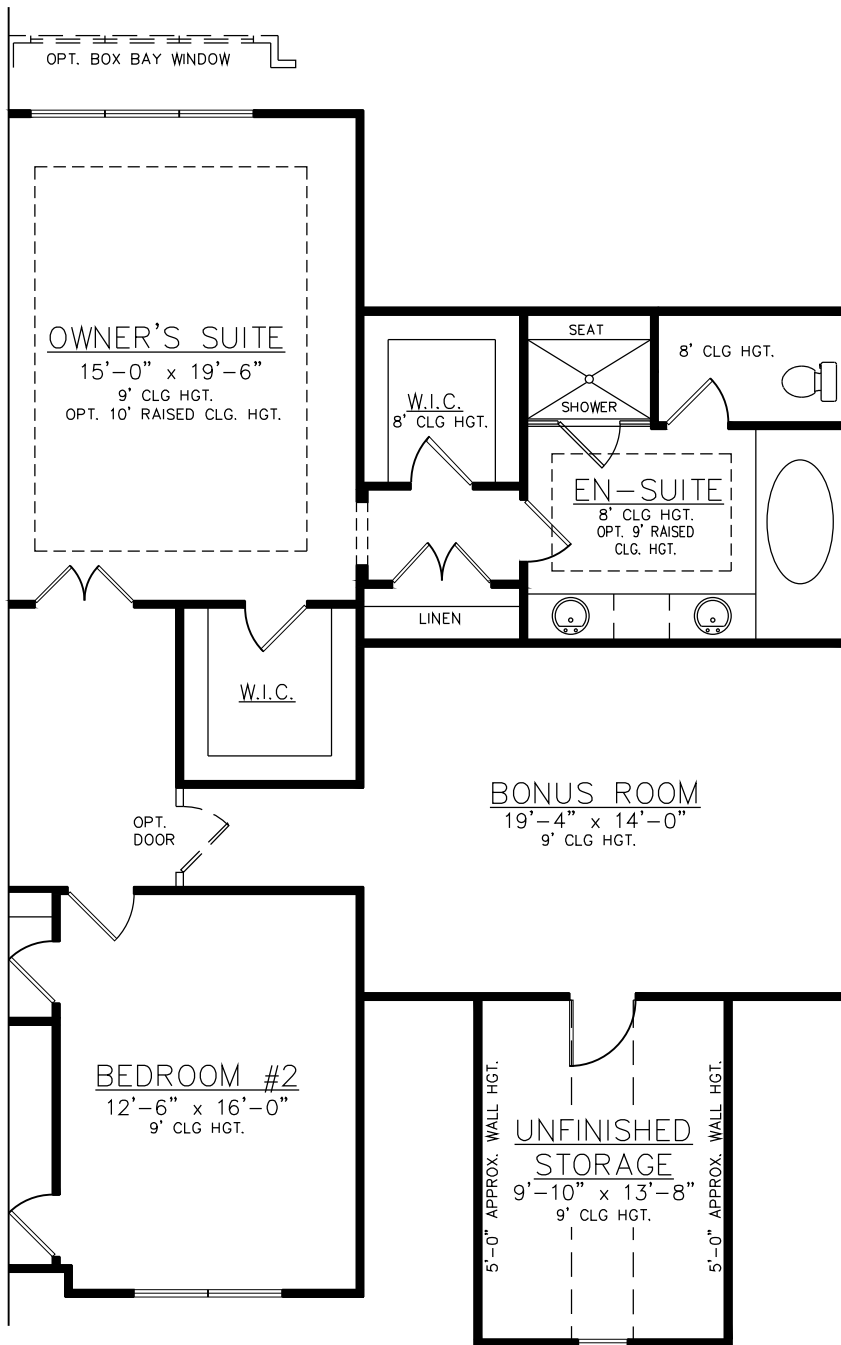 OPT. BOX BAY WINDOW
OWNER'S SUITE
15'-0" x 19'-6"
9' CLG HGT.
OPT. 10' RAISED CLG. HGT.
W.I.C.
8' CLG HGT.
SEAT
SHOWER
8' CLG HGT.
EN-SUITE
8' CLG HGT.
OPT. 9' RAISED
CLG. HGT.
LINEN
W.I.C.
OPT.
DOOR
BONUS ROOM
19'-4" x 14'-0"
9' CLG HGT.
BEDROOM #2
12'-6" x 16'-0"
9' CLG HGT.
5'-0" APPROX. WALL HGT.
UNFINISHED
STORAGE
9'-10" x 13'-8"
9' CLG HGT.
5'-0" APPROX. WALL HGT.